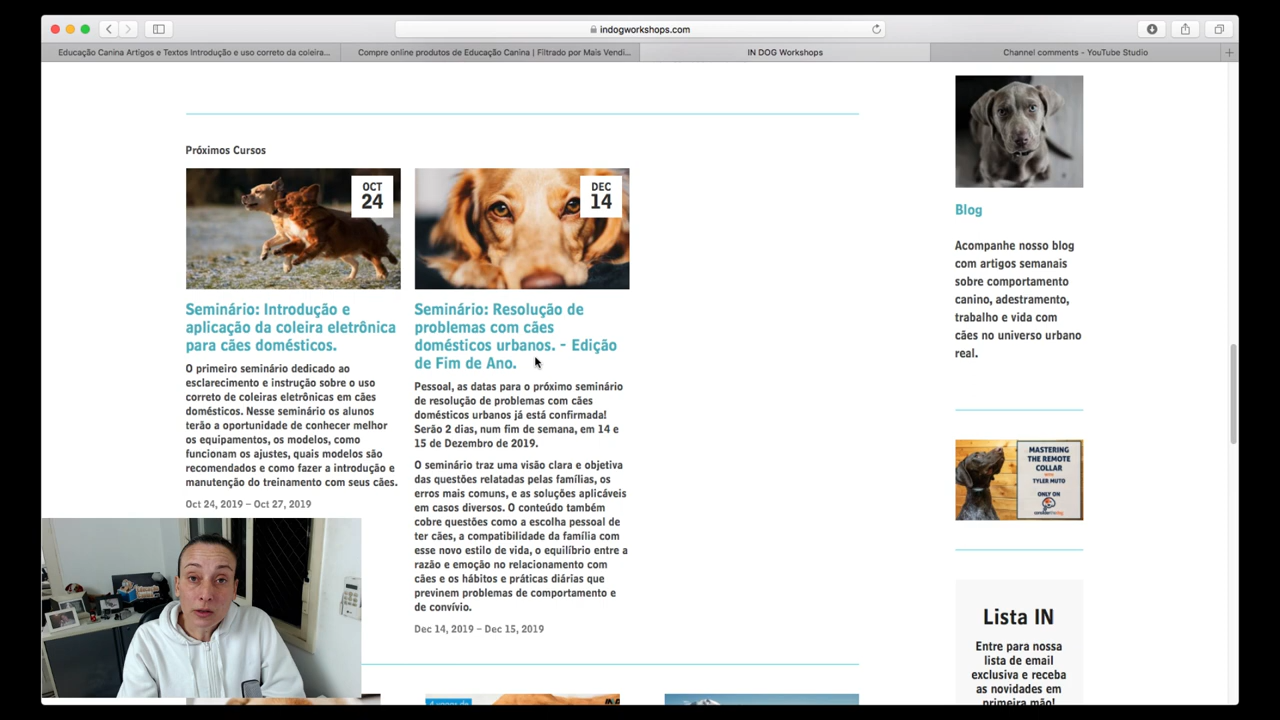 indogworkshops.com
Educação Canina Artigos e Textos Introdução e uso correto da coleira...
Compre online produtos de Educação Canina | Filtrado por Mais Vendi...
IN DOG Workshops
Channel comments - YouTube Studio
Próximos Cursos
OCT
24
Seminário: Introdução e
aplicação da coleira eletrônica
para cães domésticos.
O primeiro seminário dedicado ao
esclarecimento e instrução sobre o uso
correto de coleiras eletrônicas em cães
domésticos. Nesse seminário os alunos
terão a oportunidade de conhecer melhor
os equipamentos, os modelos, como
funcionam os ajustes, quais modelos são
recomendados e como fazer a introdução e
manutenção do treinamento com seus cães.
Oct 24, 2019 – Oct 27, 2019
DEC
14
Seminário: Resolução de
problemas com cães
domésticos urbanos. - Edição
de Fim de Ano.
Pessoal, as datas para o próximo seminário
de resolução de problemas com cães
domésticos urbanos já está confirmada!
Serão 2 dias, num fim de semana, em 14 e
15 de Dezembro de 2019.
O seminário traz uma visão clara e objetiva
das questões relatadas pelas famílias, os
erros mais comuns, e as soluções aplicáveis
em casos diversos. O conteúdo também
cobre questões como a escolha pessoal de
ter cães, a compatibilidade da família com
esse novo estilo de vida, o equilíbrio entre a
razão e emoção no relacionamento com
cães e os hábitos e práticas diárias que
previnem problemas de comportamento e
de convívio.
Dec 14, 2019 – Dec 15, 2019
Blog
Acompanhe nosso blog
com artigos semanais
sobre comportamento
canino, adestramento,
trabalho e vida com
cães no universo urbano
real.
MASTERING
THE REMOTE
COLLAR
WITH
TYLER MUTO
ONLY ON
Lista IN
Entre para nossa
lista de email
exclusiva e receba
as novidades em
primeira mão!